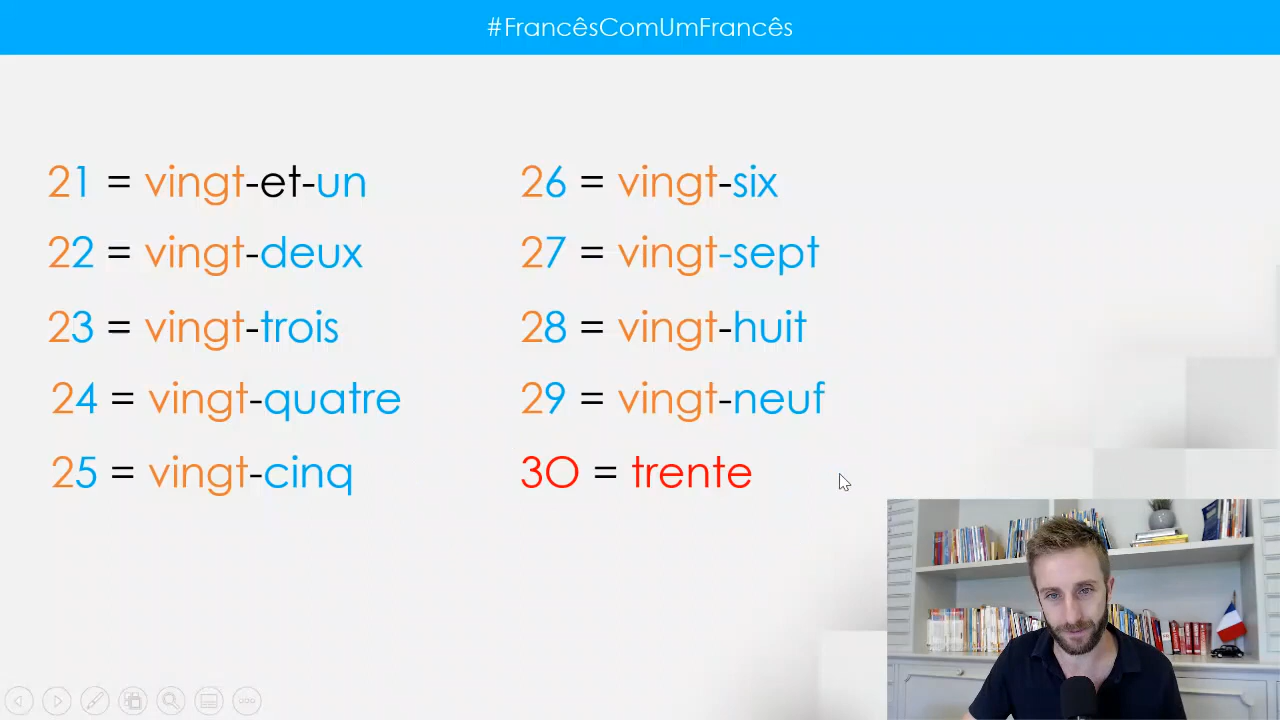 #FrancêsComUmFrancês
21 = vingt-et-un
22 = vingt-deux
23 = vingt-trois
24 = vingt-quatre
25 = vingt-cinq
26 = vingt-six
27 = vingt-sept
28 = vingt-huit
29 = vingt-neuf
30 = trente